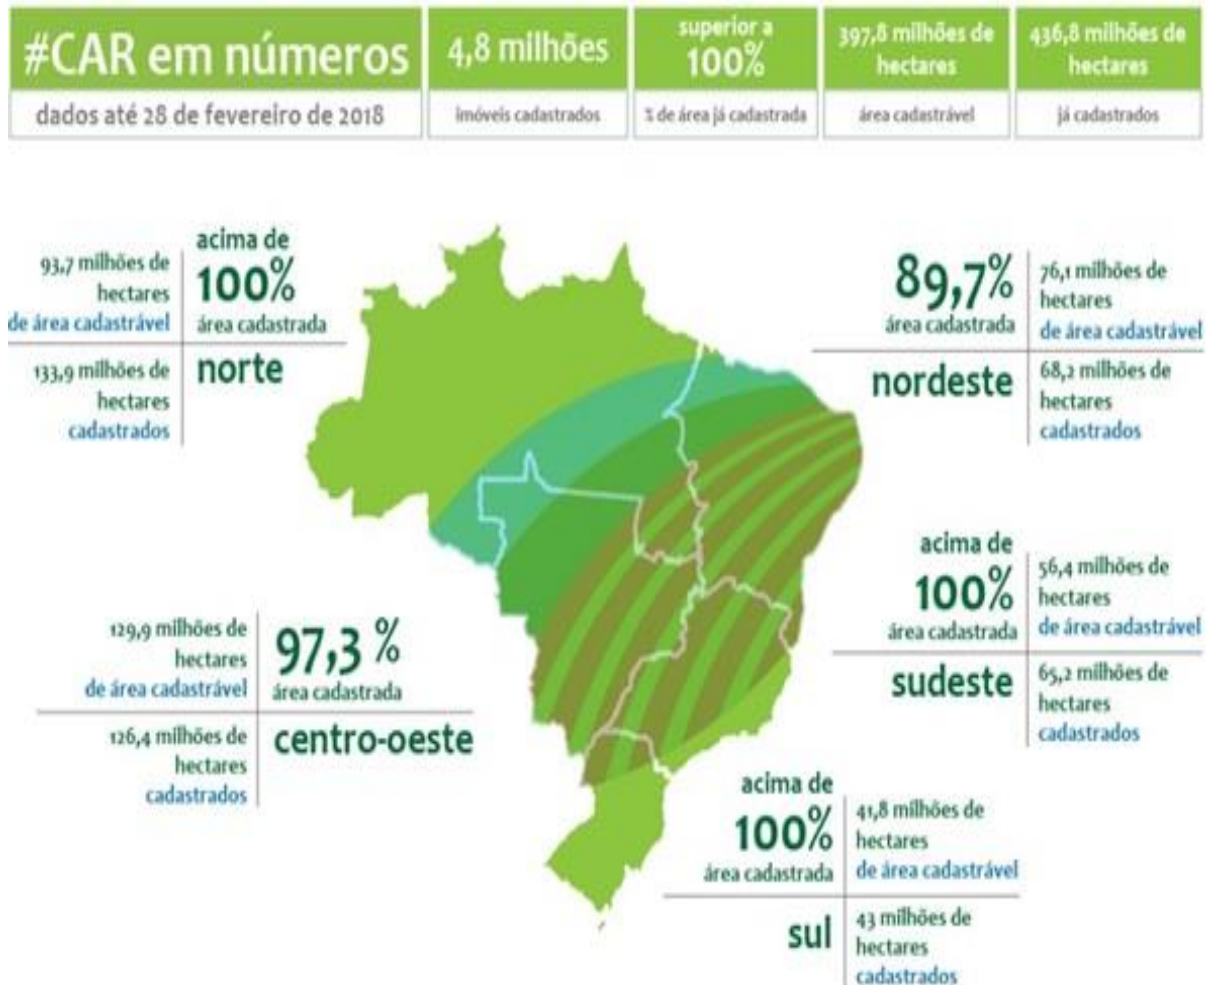 #CAR em números
dados até 28 de fevereiro de 2018
4,8 milhões
imóveis cadastrados
superior a
100%
% de área já cadastrada
397,8 milhões de
hectares
área cadastrável
436,8 milhões de
hectares
já cadastrados
93,7 milhões de
hectares
de área cadastrável
acima de
100%
área cadastrada
133,9 milhões de
hectares
cadastrados
norte
89,7%
área cadastrada
76,1 milhões de
hectares
de área cadastrável
nordeste
68,2 milhões de
hectares
cadastrados
acima de
100%
área cadastrada
56,4 milhões de
hectares
de área cadastrável
sudeste
65,2 milhões de
hectares
cadastrados
129,9 milhões de
hectares
de área cadastrável
97,3 %
área cadastrada
126,4 milhões de
hectares
cadastrados
centro-oeste
acima de
100%
área cadastrada
41,8 milhões de
hectares
de área cadastrável
sul
43 milhões de
hectares
cadastrados